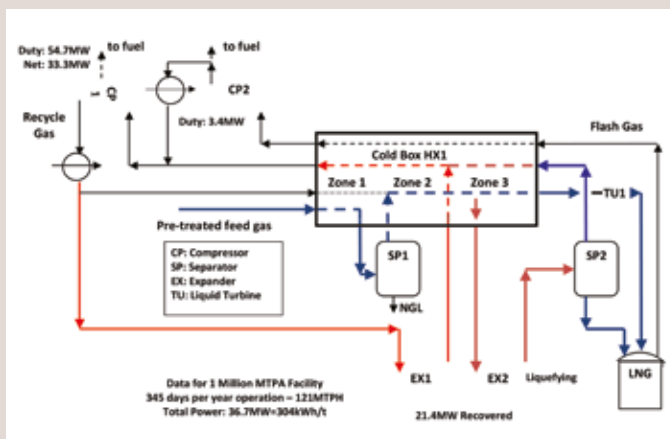 Duty: 54.7MW
Net: 33.3MW
to fuel
to fuel
CP
1
CP2
Recycle
Gas
Duty: 3.4MW
Flash Gas
Cold Box HX1
Zone 1
Zone 2
Zone 3
TU1
Pre-treated feed gas
CP: Compressor
SP: Separator
EX: Expander
TU: Liquid Turbine
SP1
SP2
NGL
EX1
EX2
Liquefying
LNG
Data for 1 Million MTPA Facility
345 days per year operation – 121MTPH
Total Power: 36.7MW=304kWh/t
21.4MW Recovered